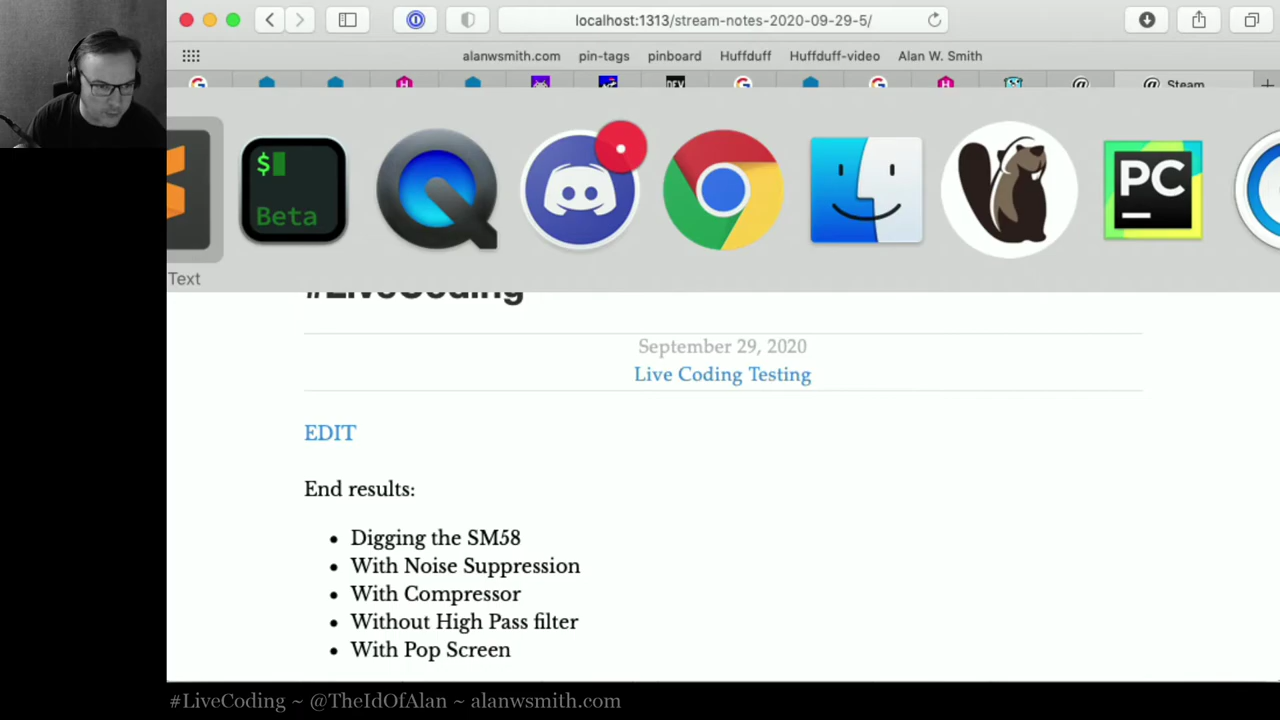 localhost:1313/stream-notes-2020-09-29-5/
alanwsmith.com pin-tags pinboard Huffduff Huffduff-video Alan W. Smith
DEV @ @ Steam
$
Beta
PC
Text
#LiveCoding
September 29, 2020
Live Coding Testing
EDIT
End results:
• Digging the SM58
• With Noise Suppression
• With Compressor
• Without High Pass filter
• With Pop Screen
#LiveCoding ~ @TheIdOfAlan ~ alanwsmith.com